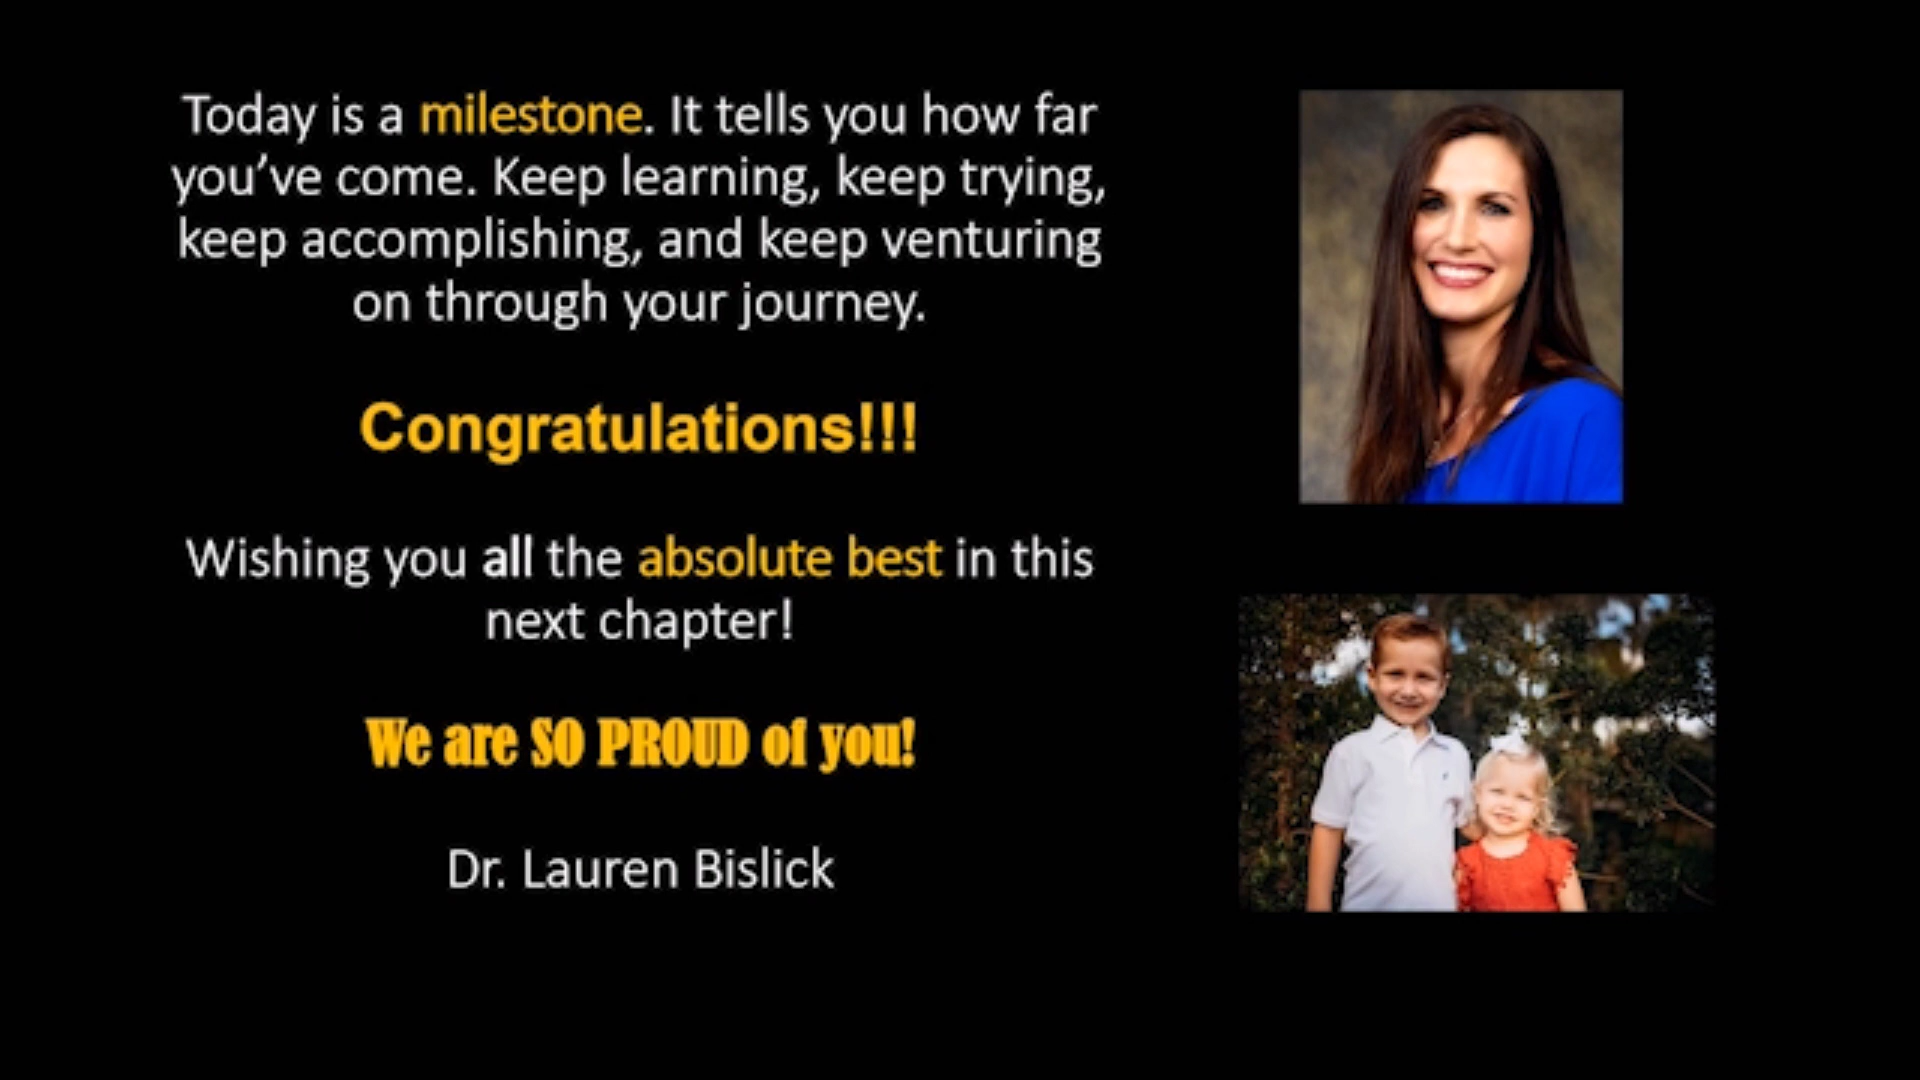 Today is a milestone. It tells you how far
you’ve come. Keep learning, keep trying,
keep accomplishing, and keep venturing
on through your journey.
Congratulations!!!
Wishing you all the absolute best in this
next chapter!
We are SO PROUD of you!
Dr. Lauren Bislick